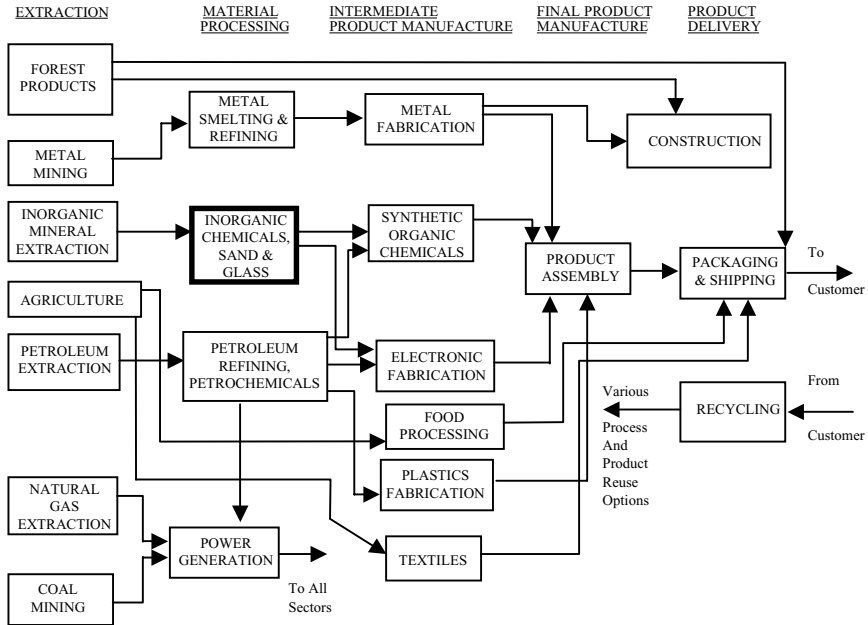 EXTRACTION
MATERIAL
PROCESSING
INTERMEDIATE
PRODUCT MANUFACTURE
FINAL PRODUCT
MANUFACTURE
PRODUCT
DELIVERY
FOREST
PRODUCTS
METAL
SMELTING &
REFINING
METAL
FABRICATION
CONSTRUCTION
METAL
MINING
INORGANIC
MINERAL
EXTRACTION
INORGANIC
CHEMICALS,
SAND &
GLASS
SYNTHETIC
ORGANIC
CHEMICALS
PRODUCT
ASSEMBLY
PACKAGING
& SHIPPING
To
Customer
AGRICULTURE
PETROLEUM
EXTRACTION
PETROLEUM
REFINING,
PETROCHEMICALS
ELECTRONIC
FABRICATION
FOOD
PROCESSING
Various
Process
And
Product
Reuse
Options
RECYCLING
From
Customer
PLASTICS
FABRICATION
NATURAL
GAS
EXTRACTION
POWER
GENERATION
TEXTILES
To All
Sectors
COAL
MINING